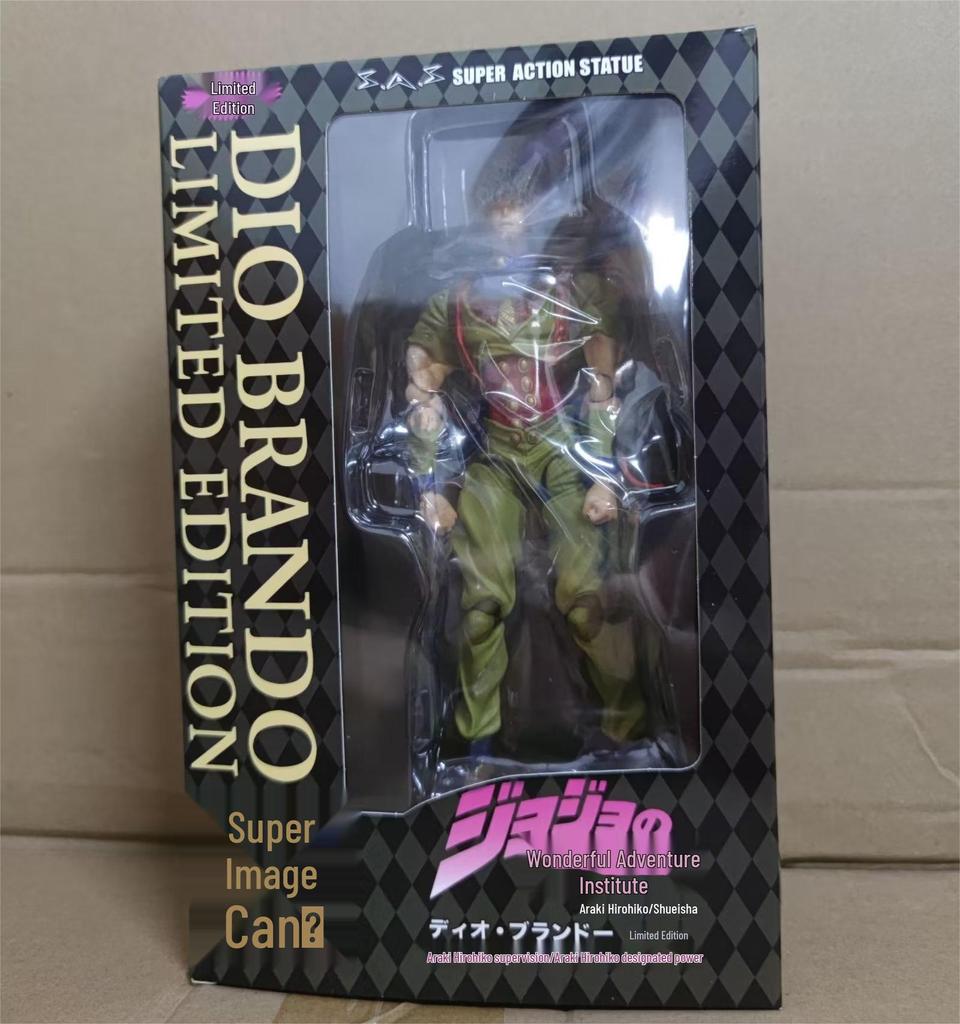 SAS SUPER ACTION STATUE
Limited
Edition
DIO BRANDO
LIMITED EDITION
Super
Image
Can?
ジョジョの
Wonderful Adventure
Institute
Araki Hirohiko/Shueisha
ディオ・ブランドー Limited Edition
Araki Hirohiko supervision/Araki Hirohiko designated power